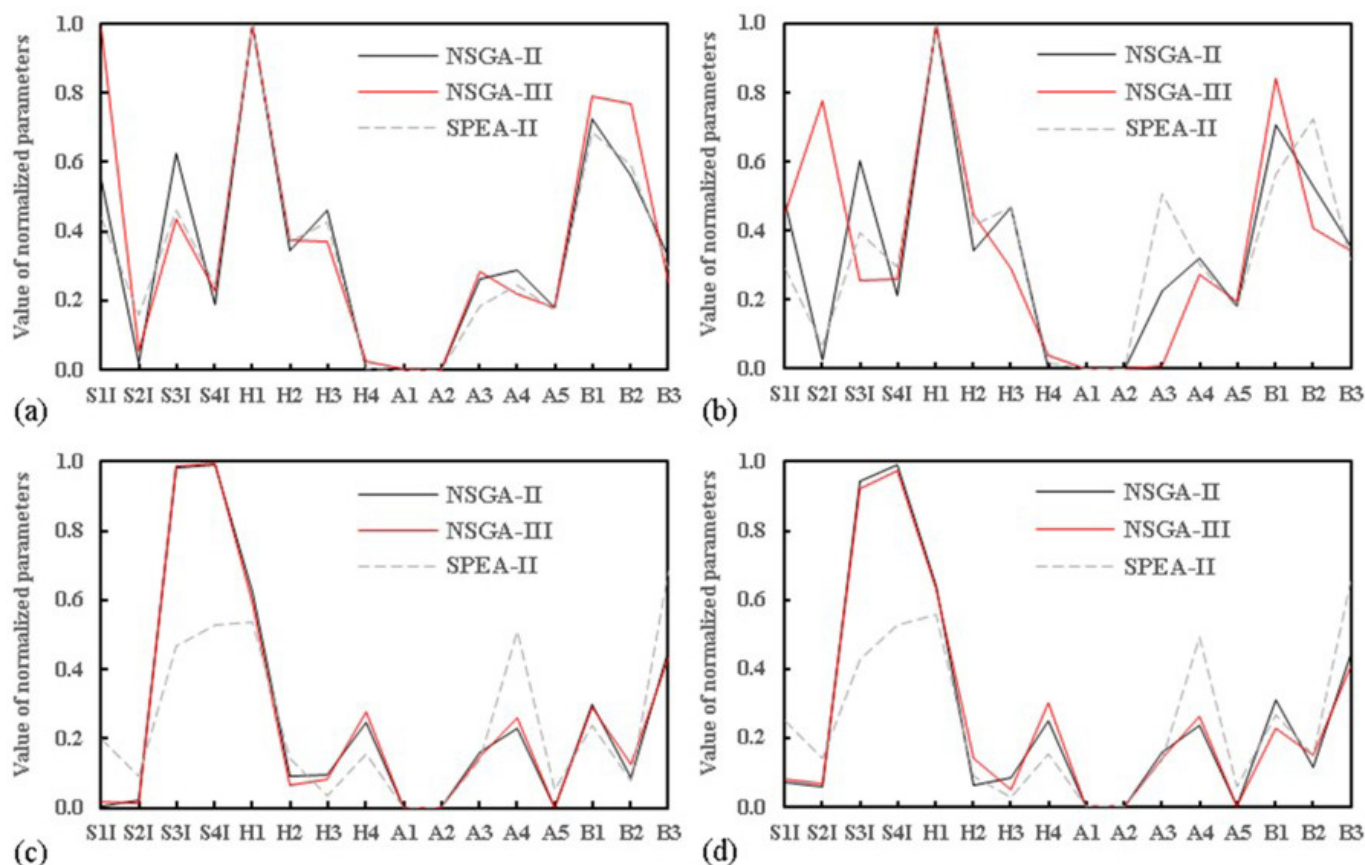 1.0
0.8
0.6
0.4
0.2
0.0
Value of normalized parameters
NSGA-II
NSGA-III
SPEA-II
S1I S2I S3I S4I H1 H2 H3 H4 A1 A2 A3 A4 A5 B1 B2 B3
(a)
1.0
0.8
0.6
0.4
0.2
0.0
Value of normalized parameters
NSGA-II
NSGA-III
SPEA-II
S1I S2I S3I S4I H1 H2 H3 H4 A1 A2 A3 A4 A5 B1 B2 B3
(b)
1.0
0.8
0.6
0.4
0.2
0.0
Value of normalized parameters
NSGA-II
NSGA-III
SPEA-II
S1I S2I S3I S4I H1 H2 H3 H4 A1 A2 A3 A4 A5 B1 B2 B3
(c)
1.0
0.8
0.6
0.4
0.2
0.0
Value of normalized parameters
NSGA-II
NSGA-III
SPEA-II
S1I S2I S3I S4I H1 H2 H3 H4 A1 A2 A3 A4 A5 B1 B2 B3
(d)